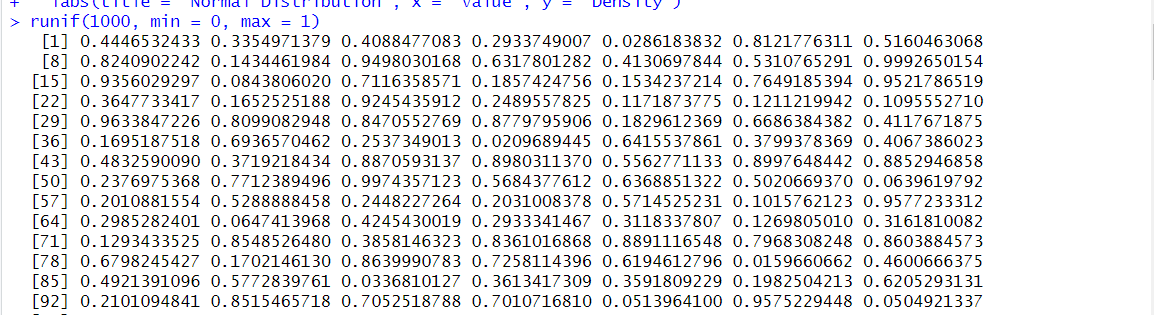 +   labs(title = "Normal Distribution", x = "Value", y = "Density")
> runif(1000, min = 0, max = 1)
[1] 0.4446532433 0.3354971379 0.4088477083 0.2933749007 0.0286183832 0.8121776311 0.5160463068
[8] 0.8240902242 0.1434461984 0.9498030168 0.6317801282 0.4130697844 0.5310765291 0.9992650154
[15] 0.9356029297 0.0843806020 0.7116358571 0.1857424756 0.1534237214 0.7649185394 0.9521786519
[22] 0.3647733417 0.1652525188 0.9245435912 0.2489557825 0.1171873775 0.1211219942 0.1095552710
[29] 0.9633847226 0.8099082948 0.8470552769 0.8779795906 0.1829612369 0.6686384382 0.4117671875
[36] 0.1695187518 0.6936570462 0.2537349013 0.0209689445 0.6415537861 0.3799378369 0.4067386023
[43] 0.4832590090 0.3719218434 0.8870593137 0.8980311370 0.5562771133 0.8997648442 0.8852946858
[50] 0.2376975368 0.7712389496 0.9974357123 0.5684377612 0.6368851322 0.5020669370 0.0639619792
[57] 0.2010881554 0.5288888458 0.2448227264 0.2031008378 0.5714525231 0.1015762123 0.9577233312
[64] 0.2985282401 0.0647413968 0.4245430019 0.2933341467 0.3118337807 0.1269805010 0.3161810082
[71] 0.1293433525 0.8548526480 0.3858146323 0.8361016868 0.8891116548 0.7968308248 0.8603884573
[78] 0.6798245427 0.1702146130 0.8639990783 0.7258114396 0.6194612796 0.0159660662 0.4600666375
[85] 0.4921391096 0.5772839761 0.0336810127 0.3613417309 0.3591809229 0.1982504213 0.6205293131
[92] 0.2101094841 0.8515465718 0.7052518788 0.7010716810 0.0513964100 0.9575229448 0.0504921337